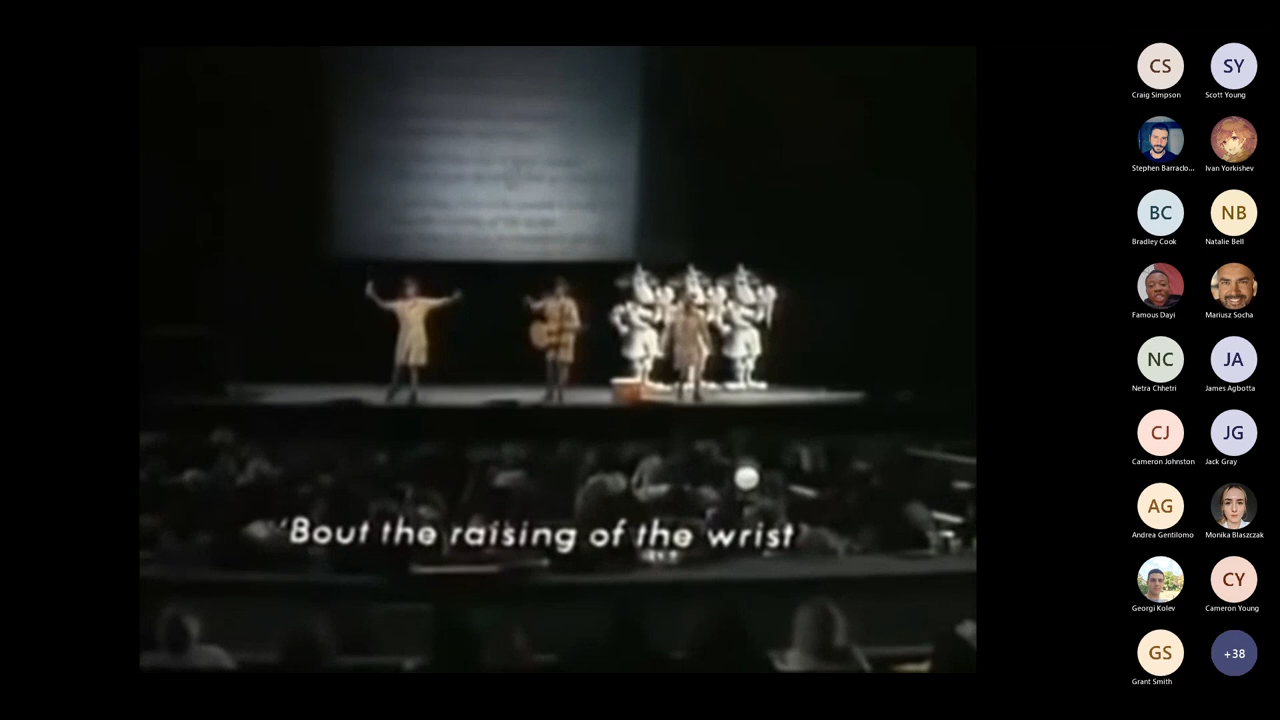 'Bout the raising of the wrist
CS
SY
Craig Simpson
Scott Young
Stephen Barraclo...
Ivan Yorkishev
BC
NB
Bradley Cook
Natalie Bell
Famous Dayi
Mariusz Socha
NC
JA
Netra Chhetri
James Agbotta
CJ
JG
Cameron Johnston
Jack Gray
AG
Andrea Gentilomo
Monika Blaszczak
CY
Georgi Kolev
Cameron Young
GS
+38
Grant Smith